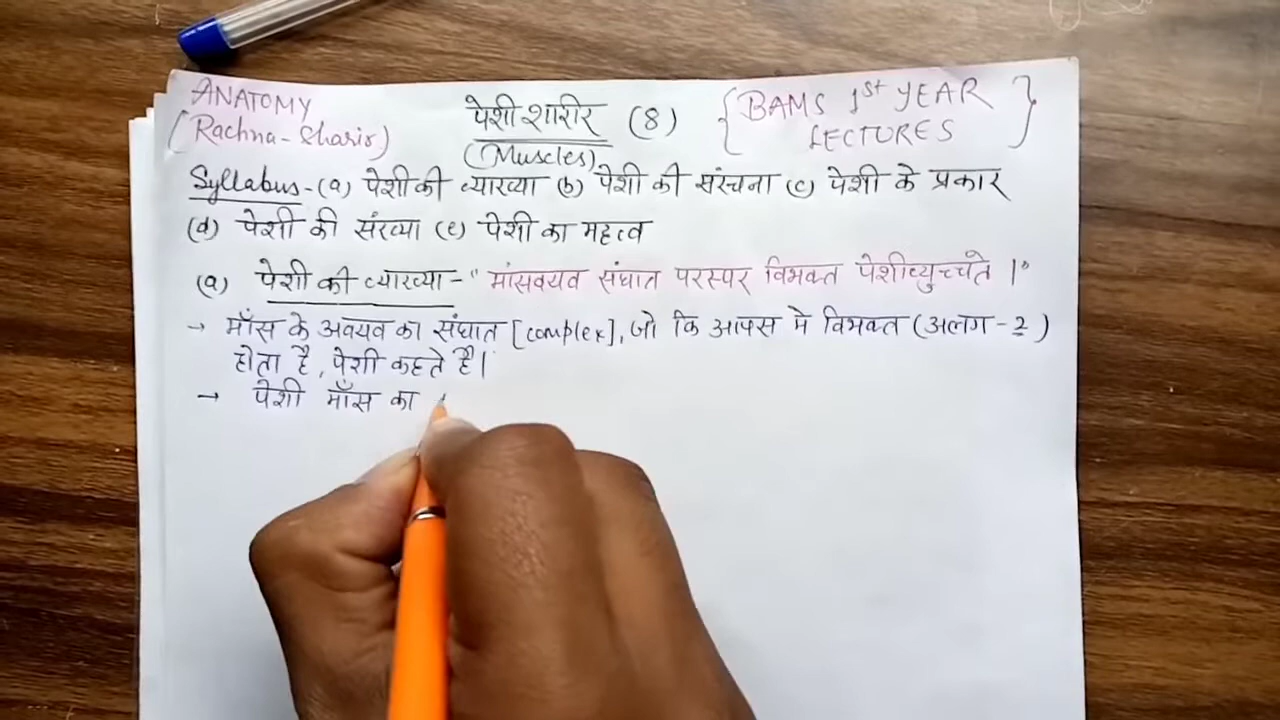 ANATOMY पेशी शारीर (8) {BAMS 1st YEAR
(Rachna-Sharir) (Muscles) LECTURES}
Syllabus-(a) पेशी की व्याख्या (b) पेशी की संरचना (c) पेशी के प्रकार
(d) पेशी की संख्या (e) पेशी का महत्व
(a) पेशी की व्याख्या-"मांसवयव संघात परस्पर विभक्त पेशीव्युच्चते ।"
→ माँस के अवयव का संघात [complex], जो कि आपस मे विभक्त (अलग-2)
होता है, पेशी कहते है।
→ पेशी माँस का